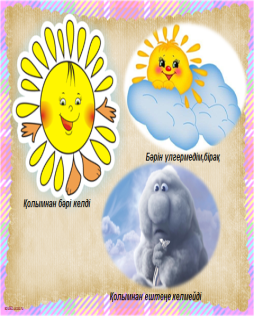 Бәрін үлгермедім,бірақ
Қолымнан бәрі келді
Қолымнан ештеңе келмейді